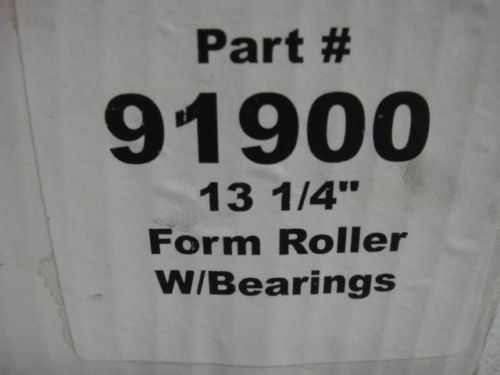 Part #
91900
13 1/4"
Form Roller
W/Bearings